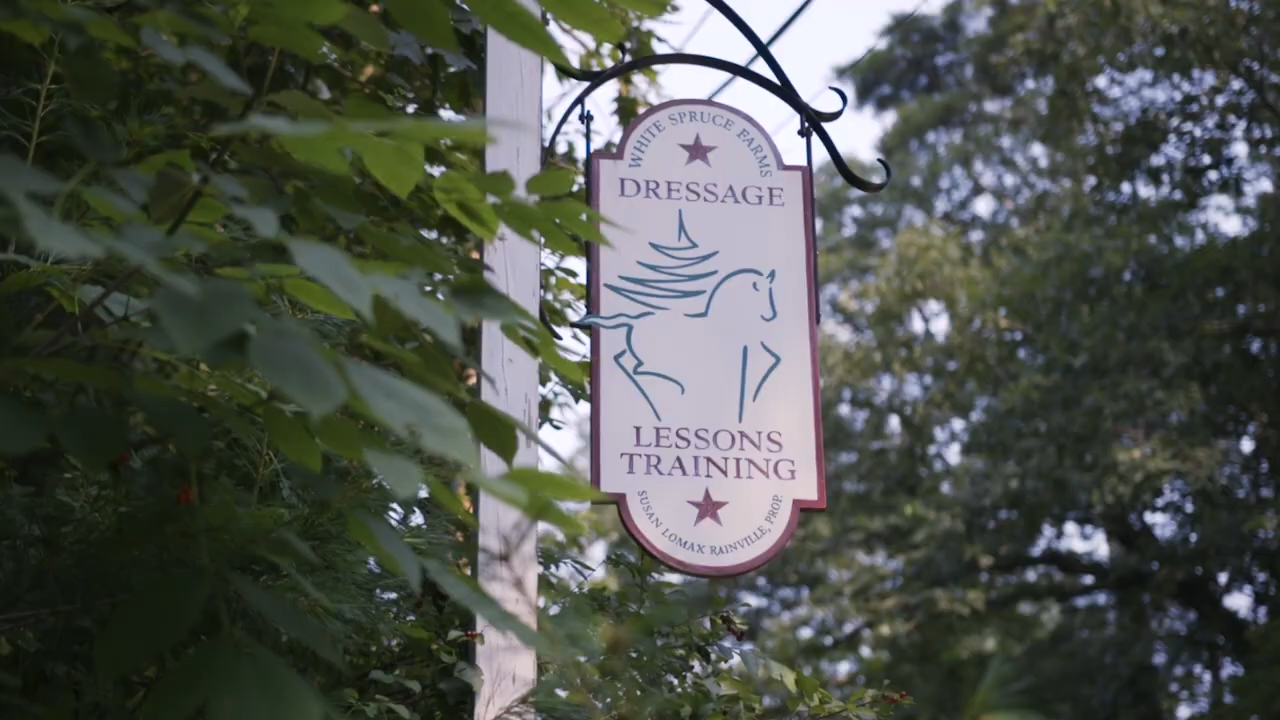 WHITE SPRUCE FARMS
DRESSAGE
LESSONS
TRAINING
SUSAN LOMAX RAINVILLE, PROP.